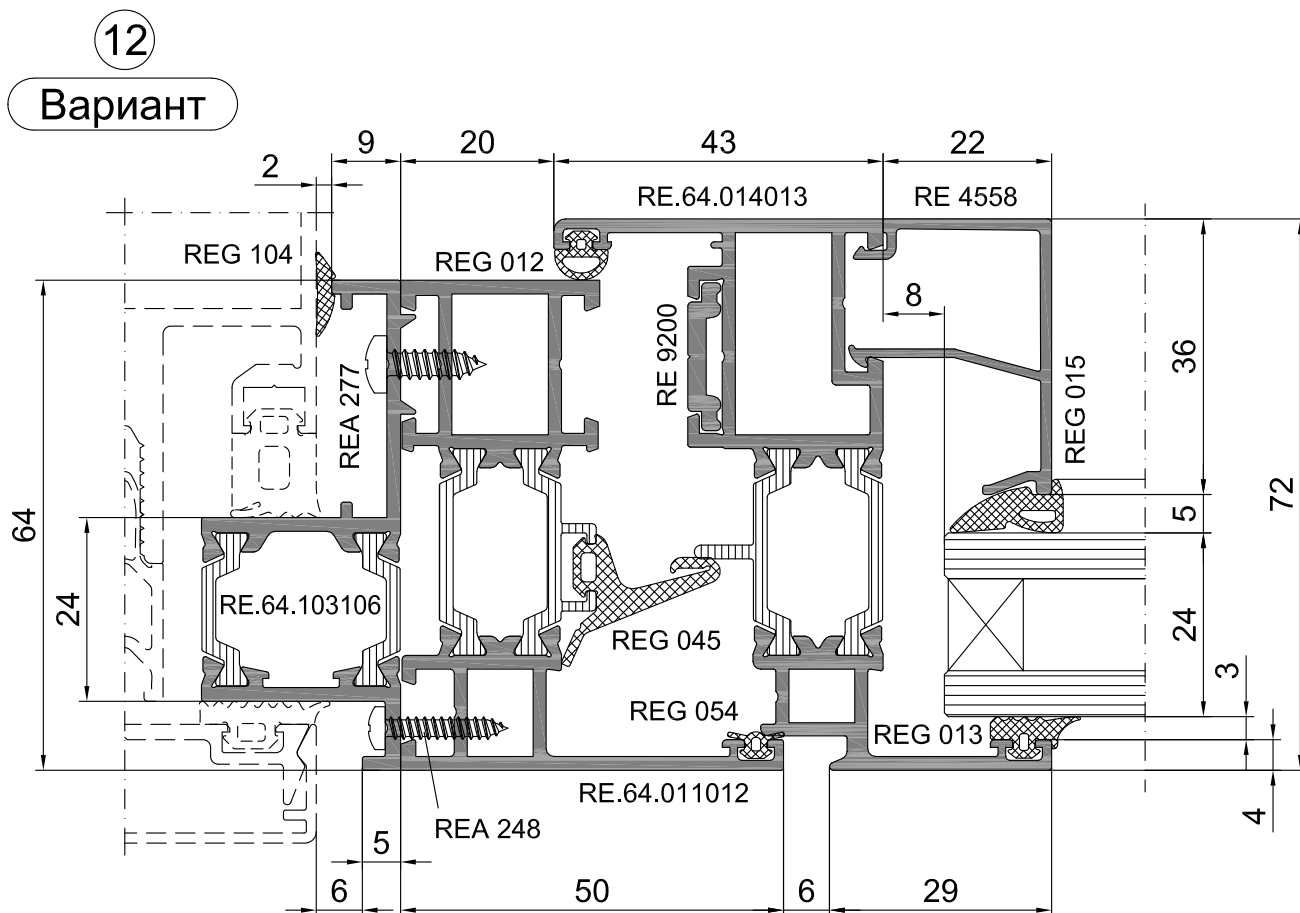 12
Вариант
9
20
43
22
2
RE.64.014013
RE 4558
REG 104
REG 012
8
RE 9200
36
REA 277
REG 015
72
64
5
24
RE.64.103106
24
REG 045
3
REG 054
REG 013
RE.64.011012
4
REA 248
5
6
50
6
29